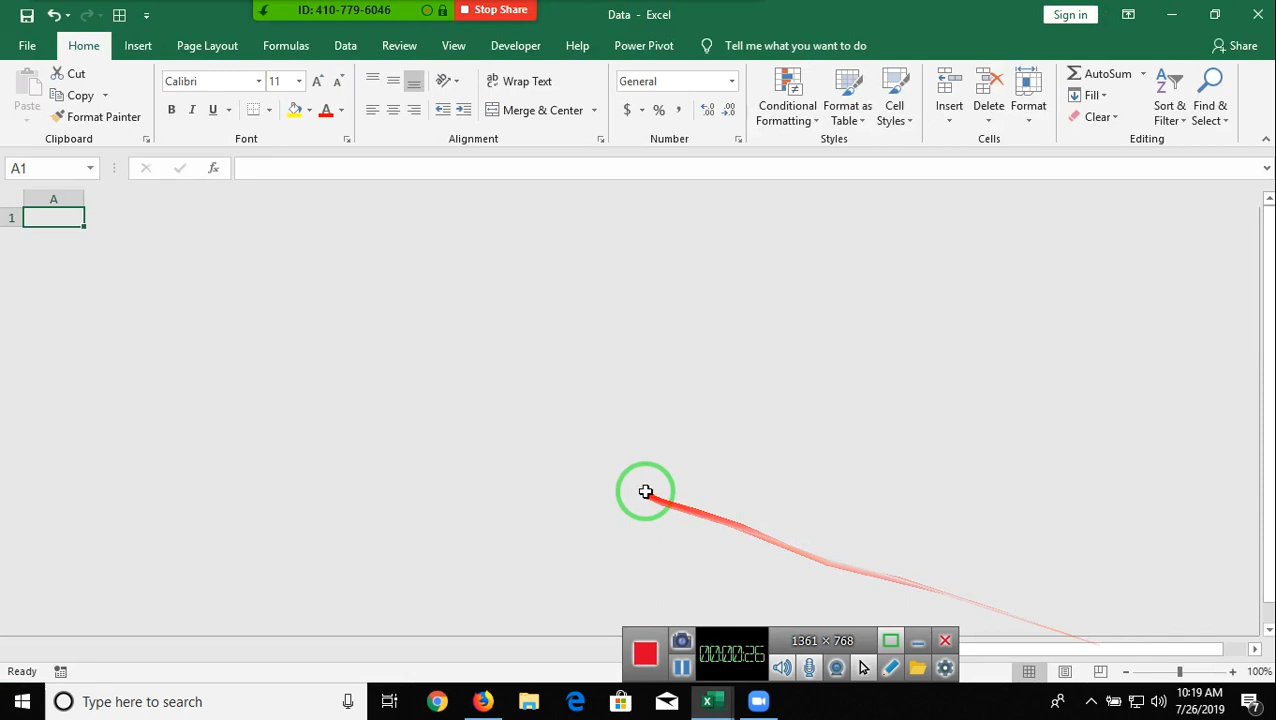 ID: 410-779-6046 Stop Share
Data - Excel Sign in
File Home Insert Page Layout Formulas Data Review View Developer Help Power Pivot Tell me what you want to do Share
Paste Cut Copy Format Painter
Calibri 11 Wrap Text General
B I U Merge & Center $ % ,
Conditional Formatting Format as Table Cell Styles Insert Delete Format
AutoSum Fill Clear Sort & Filter Find & Select
Clipboard Font Alignment Number Styles Cells Editing
A1 fx
A
1
00:00:26 1361 × 768
Ready 100%
Type here to search 10:19 AM
7/26/2019 7